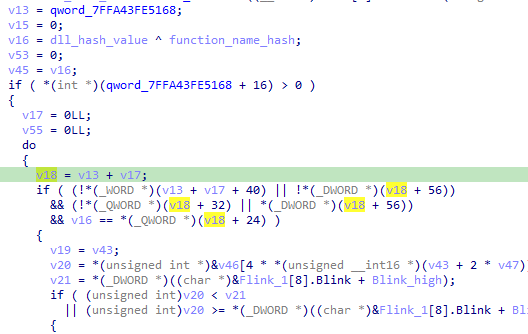 v13 = qword_7FFA43FE5168;
v15 = 0;
v16 = dll_hash_value ^ function_name_hash;
v53 = 0;
v45 = v16;
if ( *(int *)(qword_7FFA43FE5168 + 16) > 0 )
{
v17 = 0LL;
v55 = 0LL;
do
{
v18 = v13 + v17;
if ( (!*(_WORD *)(v13 + v17 + 40) || !*(_DWORD *)(v18 + 56))
&& (!*(_QWORD *)(v18 + 32) || *(_DWORD *)(v18 + 56))
&& v16 == *(_QWORD *)(v18 + 24) )
{
v19 = v43;
v20 = *(unsigned int *)&v46[4 * *(unsigned __int16 *)(v43 + 2 * v47)
v21 = *(_DWORD *)((char *)&Flink_1[8].Blink + Blink_high);
if ( (unsigned int)v20 < v21
|| (unsigned int)v20 >= *(_DWORD *)((char *)&Flink_1[8].Blink +
{